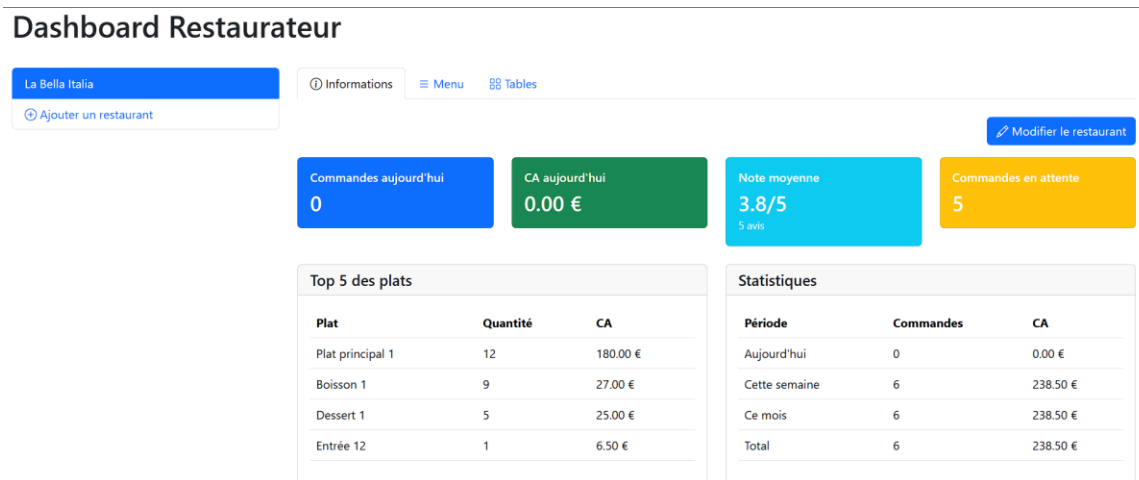 Dashboard Restaurateur
La Bella Italia
Ajouter un restaurant
Informations Menu Tables
Modifier le restaurant
Commandes aujourd'hui
0
CA aujourd'hui
0.00 €
Note moyenne
3.8/5
5 avis
Commandes en attente
5
Top 5 des plats
Plat Quantité CA
Plat principal 1 12 180.00 €
Boisson 1 9 27.00 €
Dessert 1 5 25.00 €
Entrée 12 1 6.50 €
Statistiques
Période Commandes CA
Aujourd'hui 0 0.00 €
Cette semaine 6 238.50 €
Ce mois 6 238.50 €
Total 6 238.50 €